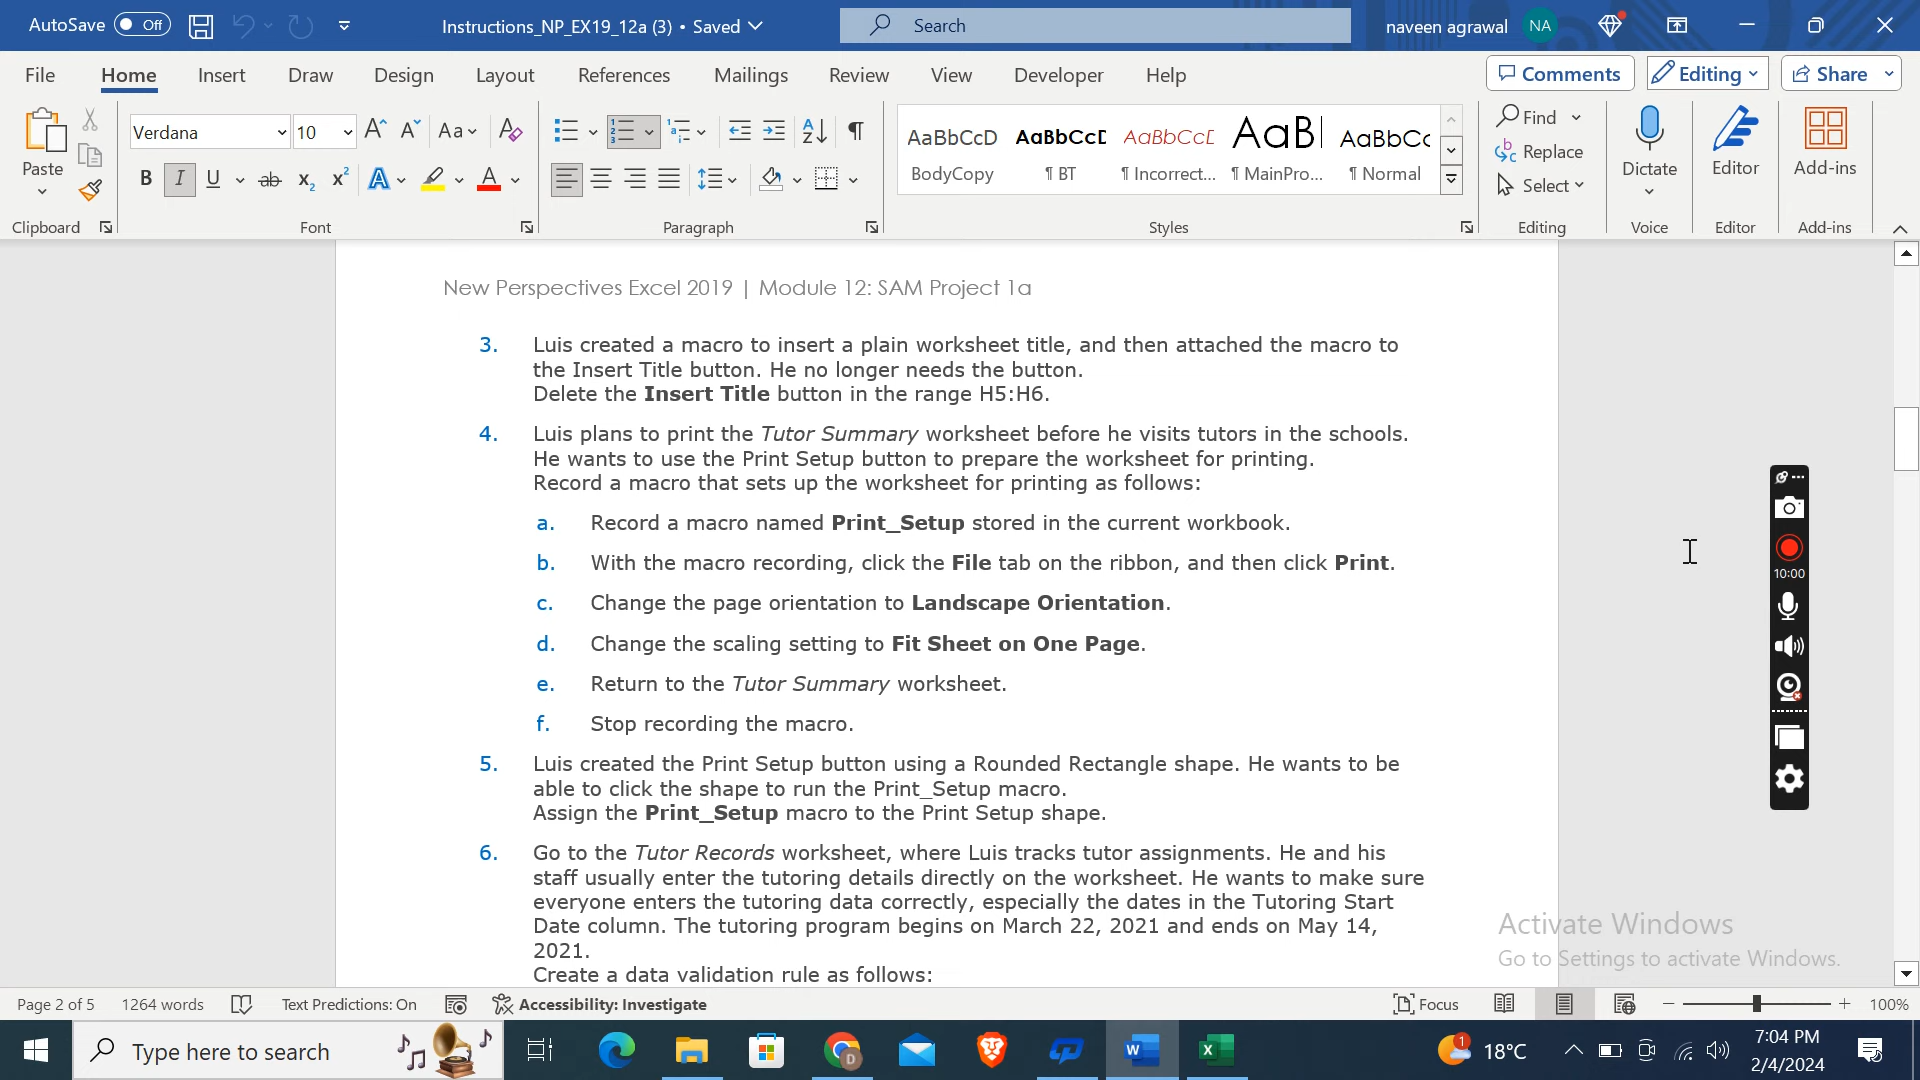 AutoSave Off Instructions_NP_EX19_12a (3) • Saved Search naveen agrawal NA
File Home Insert Draw Design Layout References Mailings Review View Developer Help Comments Editing Share
Verdana 10 Aa AaBbCcD AaBbCcD AaBbCcD AaB AaBbCc Find
Paste Replace Dictate Editor Add-ins
B I U ab x₂ x² A A BodyCopy ¶ BT ¶ Incorrect... ¶ MainPro... ¶ Normal Select
Clipboard Font Paragraph Styles Editing Voice Editor Add-ins
New Perspectives Excel 2019 | Module 12: SAM Project 1a
3. Luis created a macro to insert a plain worksheet title, and then attached the macro to
the Insert Title button. He no longer needs the button.
Delete the Insert Title button in the range H5:H6.
4. Luis plans to print the Tutor Summary worksheet before he visits tutors in the schools.
He wants to use the Print Setup button to prepare the worksheet for printing.
Record a macro that sets up the worksheet for printing as follows:
a. Record a macro named Print_Setup stored in the current workbook.
b. With the macro recording, click the File tab on the ribbon, and then click Print.
c. Change the page orientation to Landscape Orientation.
d. Change the scaling setting to Fit Sheet on One Page.
e. Return to the Tutor Summary worksheet.
f. Stop recording the macro.
5. Luis created the Print Setup button using a Rounded Rectangle shape. He wants to be
able to click the shape to run the Print_Setup macro.
Assign the Print_Setup macro to the Print Setup shape.
6. Go to the Tutor Records worksheet, where Luis tracks tutor assignments. He and his
staff usually enter the tutoring details directly on the worksheet. He wants to make sure
everyone enters the tutoring data correctly, especially the dates in the Tutoring Start
Date column. The tutoring program begins on March 22, 2021 and ends on May 14,
2021.
Create a data validation rule as follows:
10:00
Activate Windows
Go to Settings to activate Windows.
Page 2 of 5 1264 words Text Predictions: On Accessibility: Investigate Focus 100%
Type here to search 1 18°C 7:04 PM
2/4/2024